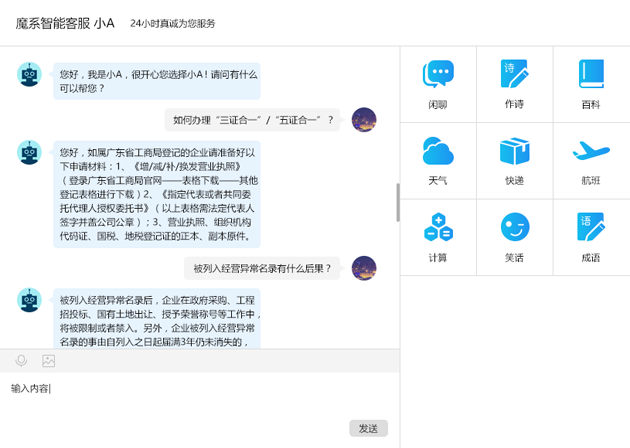 魔系智能客服 小A 24小时真诚为您服务
您好，我是小A，很开心您选择小A！请问有什么
可以帮您？
如何办理“三证合一”/“五证合一” ？
您好，如属广东省工商局登记的企业请准备好以
下申请材料：1、《增/减/补/换发营业执照》
（登录广东省工商局官网——表格下载——其他
登记表格进行下载）2、《指定代表或者共同委
托代理人授权委托书》（以上表格需法定代表人
签字并盖公司公章）；3、营业执照、组织机构
代码证、国税、地税登记证的正本、副本原件。
被列入经营异常名录有什么后果？
被列入经营异常名录后，企业在政府采购、工程
招投标、国有土地出让、授予荣誉称号等工作中，
将被限制或者禁入。另外，企业被列入经营异常
名录的事由自列入之日起届满3年仍未消失的，
输入内容
发送
诗
闲聊 作诗 百科
天气 快递 航班
语
计算 笑话 成语